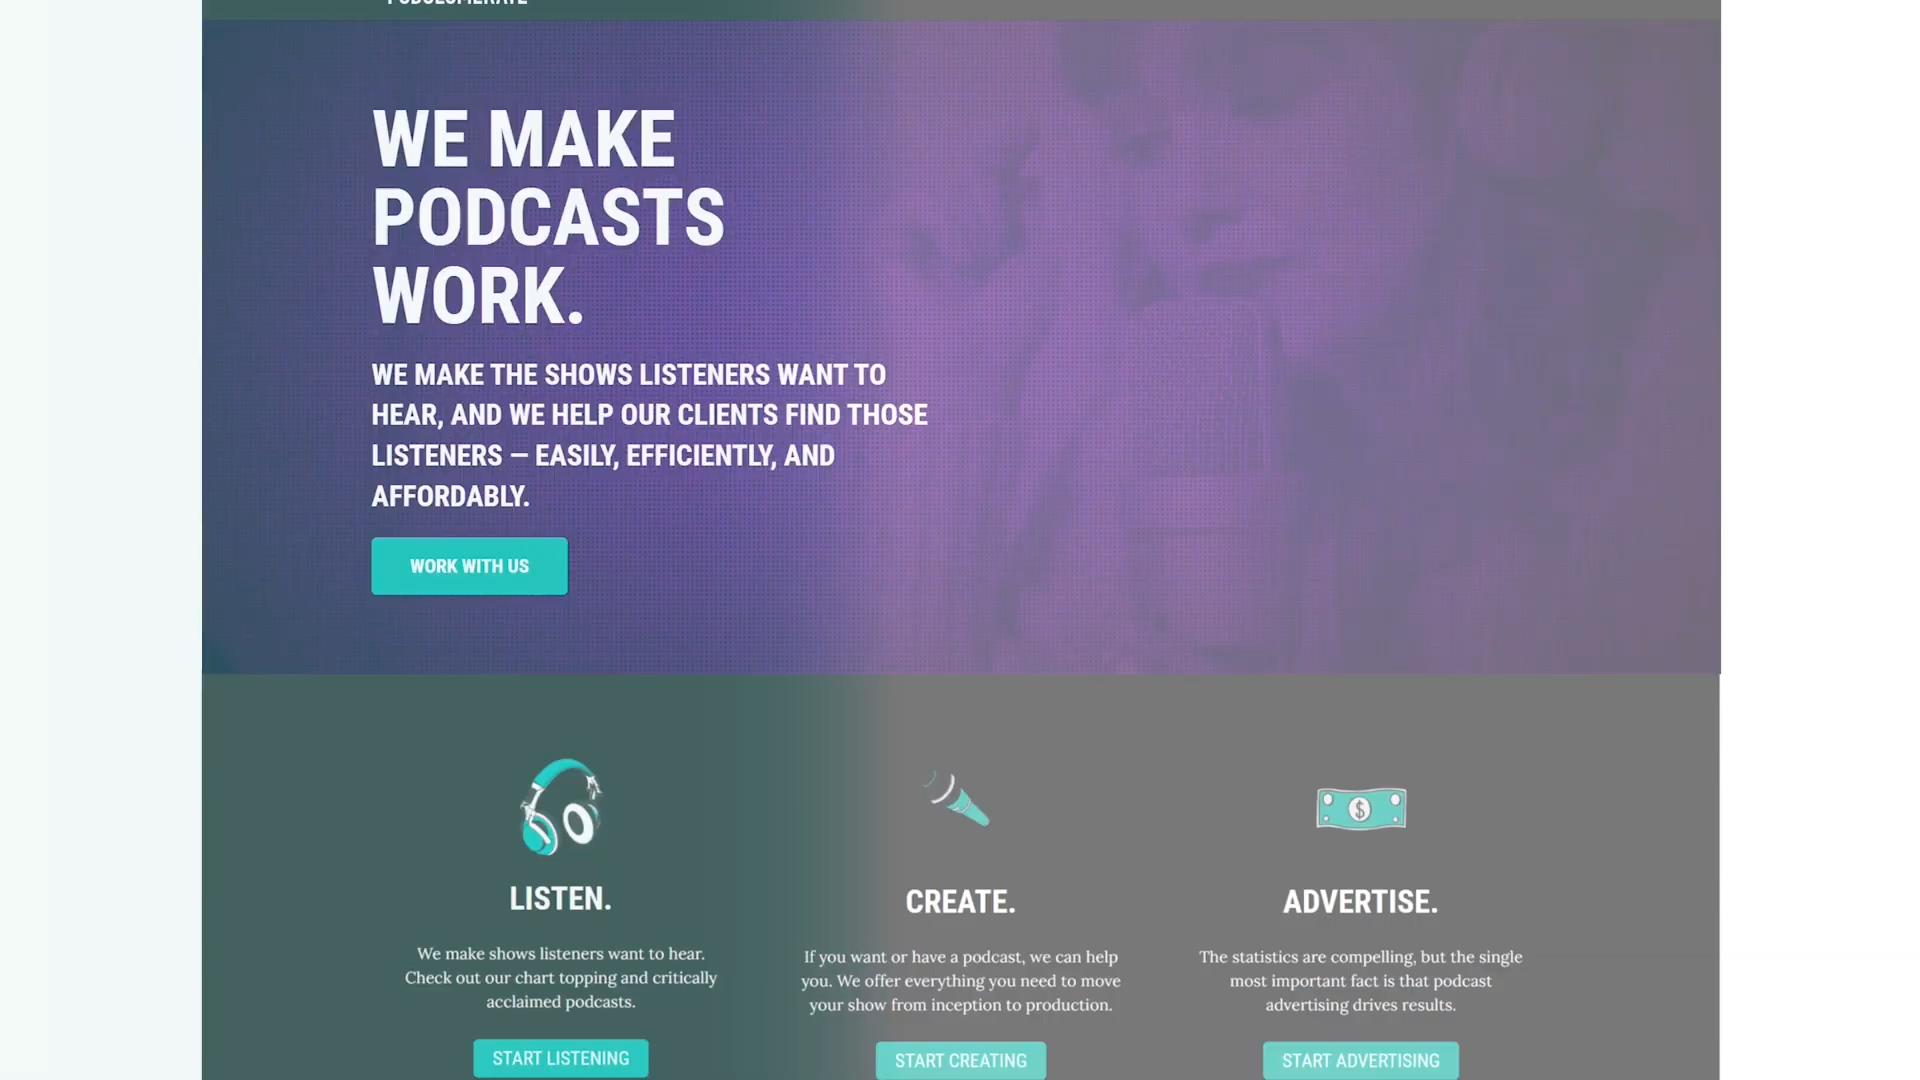 PODGLOMERATE
WE MAKE
PODCASTS
WORK.
WE MAKE THE SHOWS LISTENERS WANT TO
HEAR, AND WE HELP OUR CLIENTS FIND THOSE
LISTENERS — EASILY, EFFICIENTLY, AND
AFFORDABLY.
WORK WITH US
LISTEN.
We make shows listeners want to hear.
Check out our chart topping and critically
acclaimed podcasts.
START LISTENING
CREATE.
If you want or have a podcast, we can help
you. We offer everything you need to move
your show from inception to production.
START CREATING
ADVERTISE.
The statistics are compelling, but the single
most important fact is that podcast
advertising drives results.
START ADVERTISING